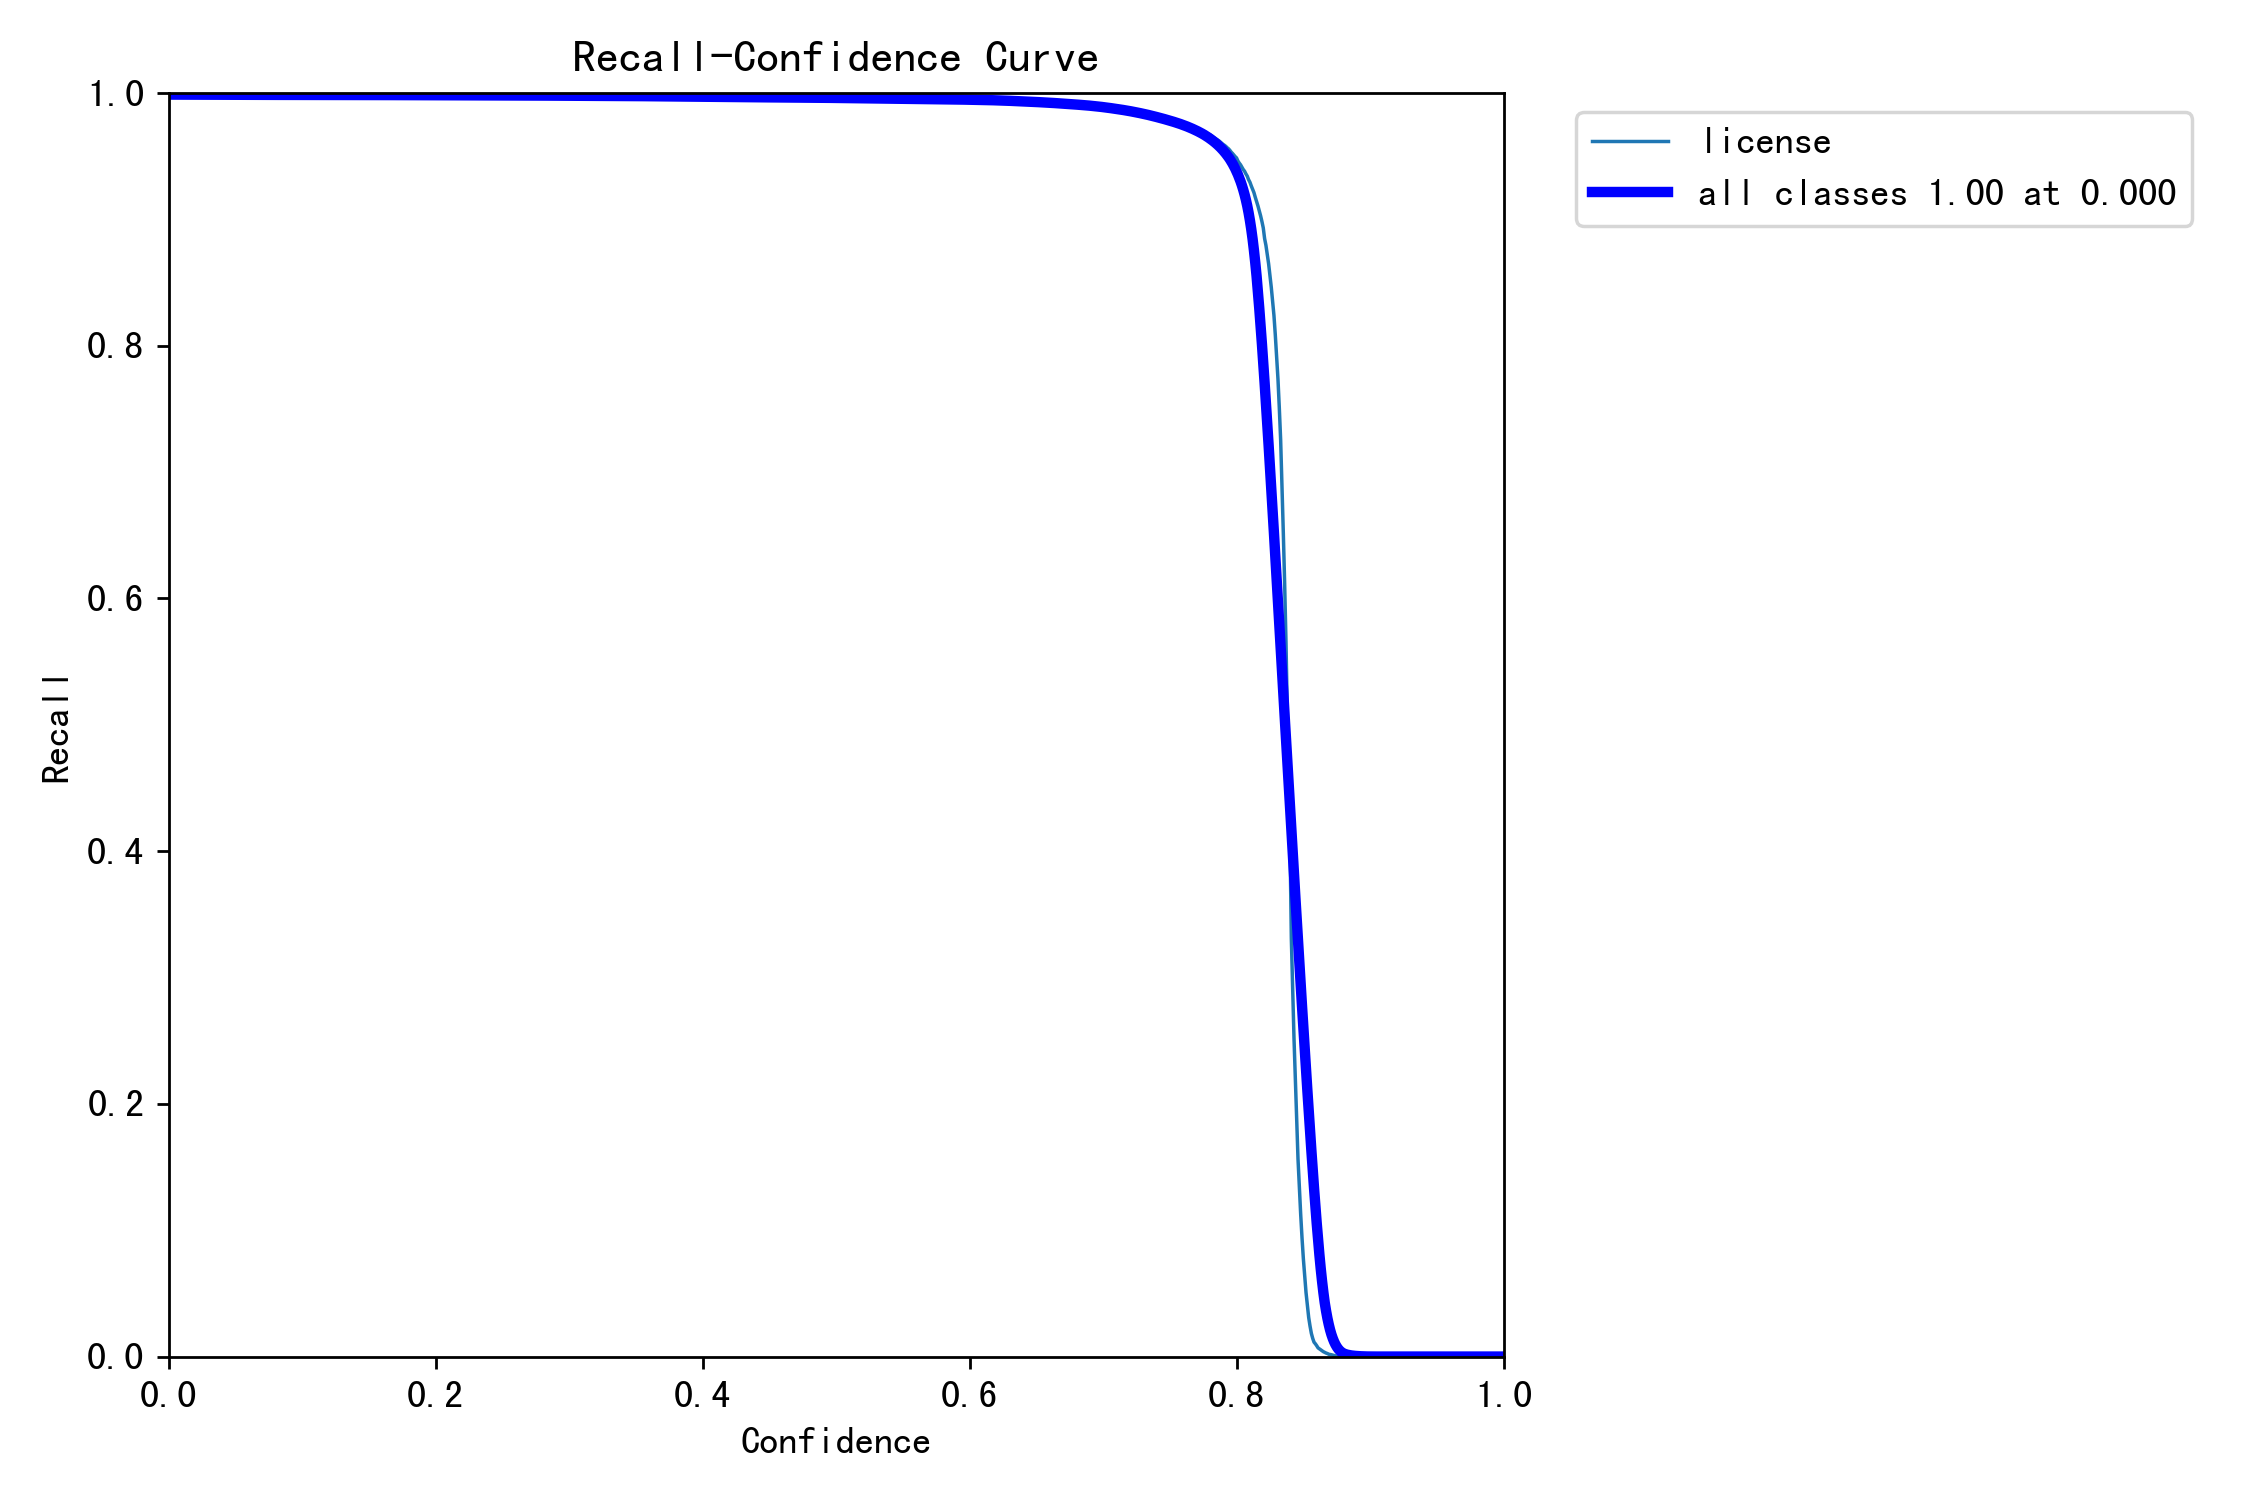 Recall-Confidence Curve
license
all classes 1.00 at 0.000
1.0
0.8
0.6
0.4
0.2
0.0
Recall
0.0 0.2 0.4 0.6 0.8 1.0
Confidence